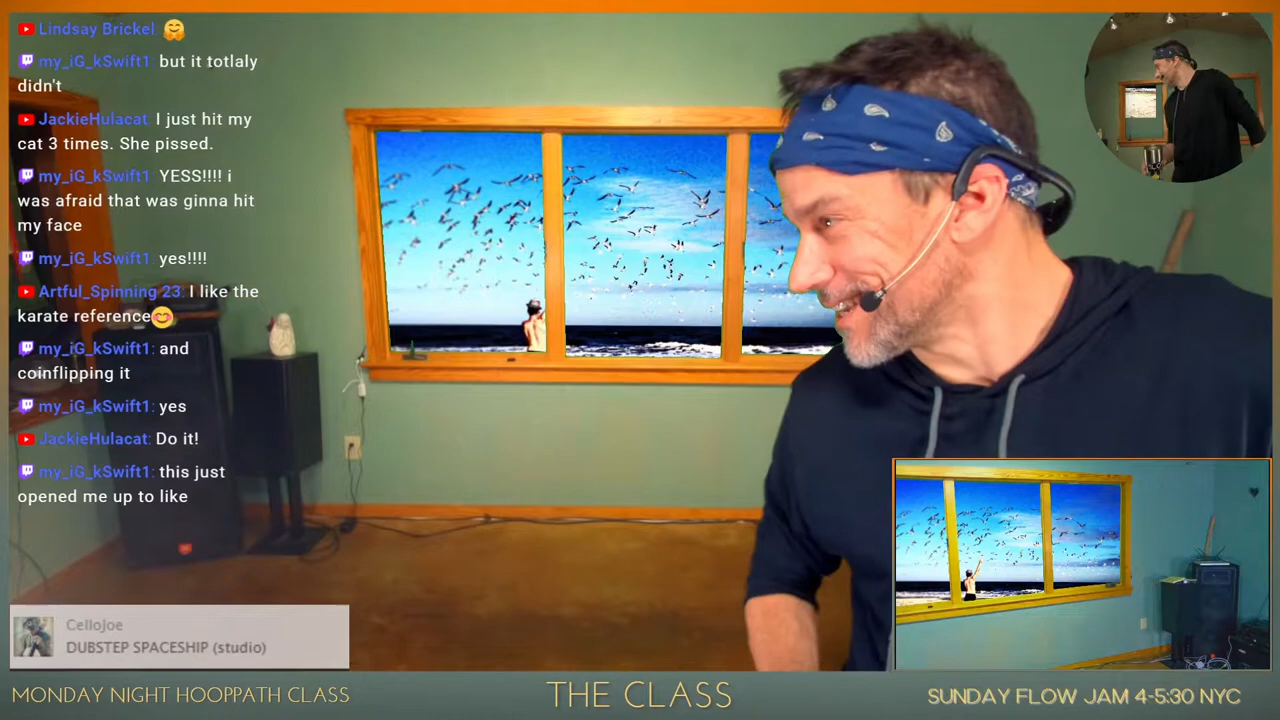 Lindsay Brickel: 🤗
my_iG_kSwift1: but it totlaly
didn't
JackieHulacat: I just hit my
cat 3 times. She pissed.
my_iG_kSwift1: YESS!!!! i
was afraid that was ginna hit
my face
my_iG_kSwift1: yes!!!!
Artful_Spinning 23: I like the
karate reference😊
my_iG_kSwift1: and
coinflipping it
my_iG_kSwift1: yes
JackieHulacat: Do it!
my_iG_kSwift1: this just
opened me up to like
CelloJoe
DUBSTEP SPACESHIP (studio)
MONDAY NIGHT HOOPPATH CLASS
THE CLASS
SUNDAY FLOW JAM 4-5:30 NYC